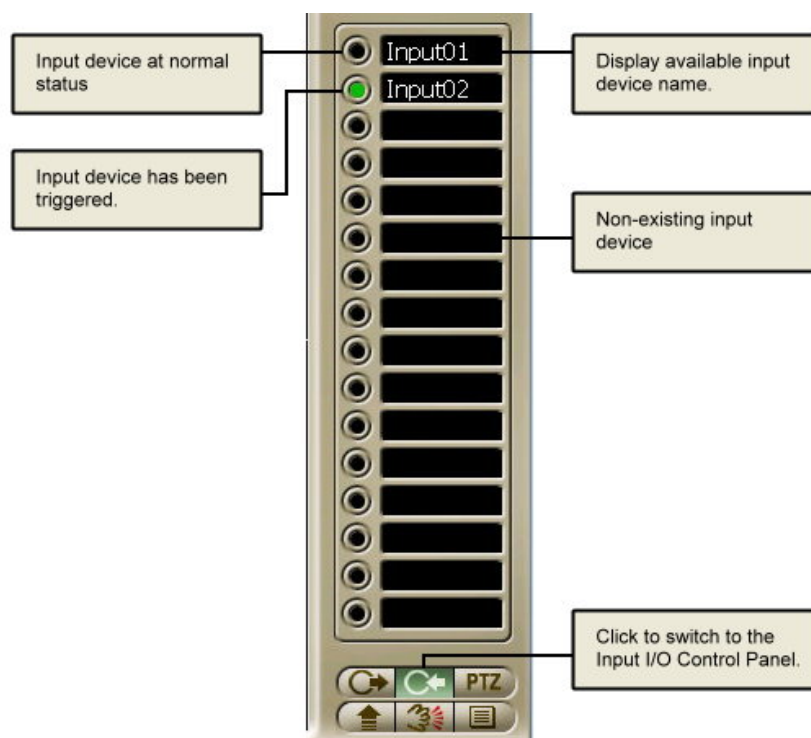 Input device at normal
status
Input01
Display available input
device name.
Input02
Input device has been
triggered.
Non-existing input
device
Click to switch to the
Input I/O Control Panel.
PTZ